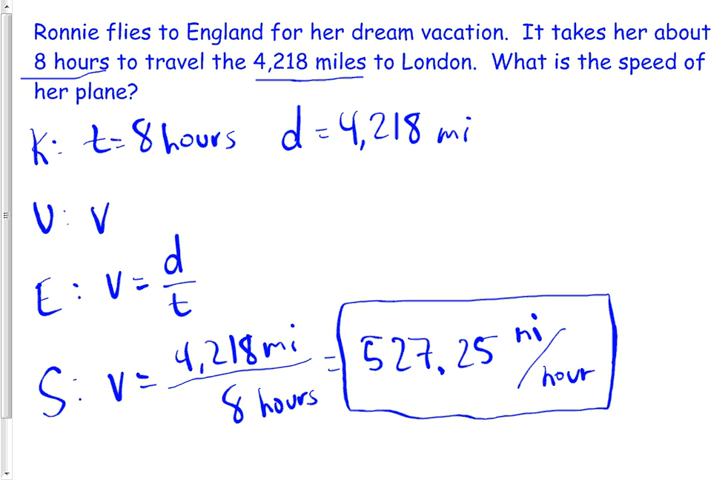 Ronnie flies to England for her dream vacation. It takes her about
8 hours to travel the 4,218 miles to London. What is the speed of
her plane?
K: t=8 hours d=4,218 mi
U: v
E: v=d/t
S: v=4,218mi/8 hours = 527.25 mi/hour